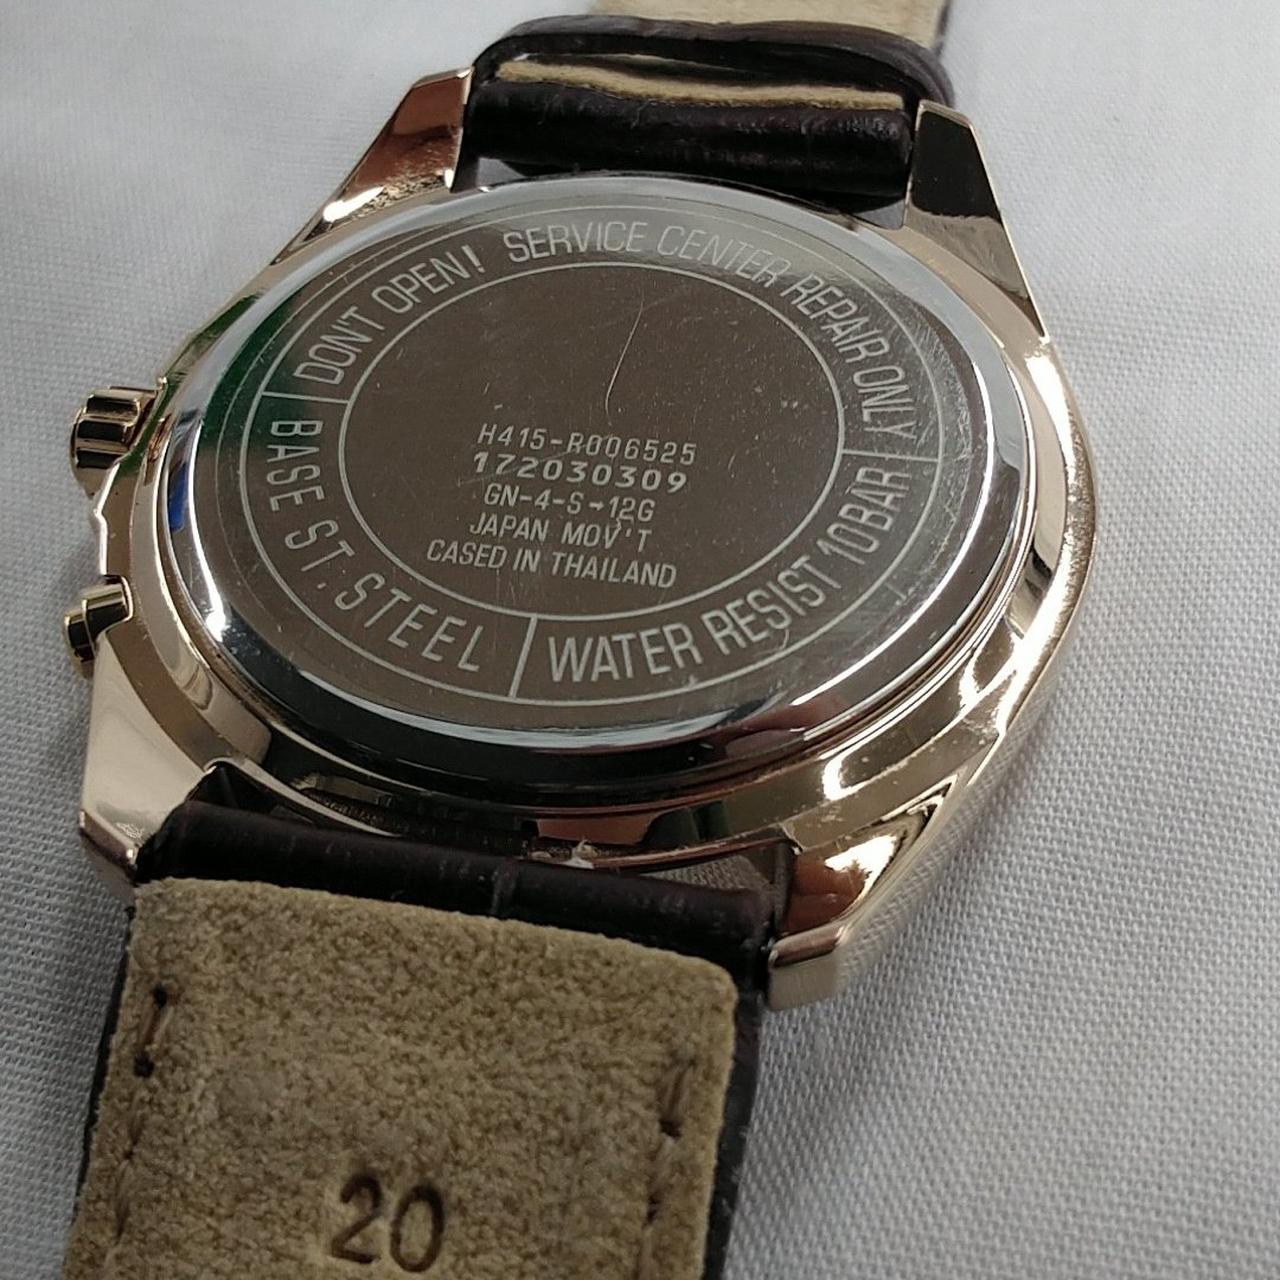 DON'T OPEN! SERVICE CENTER REPAIR ONLY
BASE ST. STEEL
WATER RESIST 10BAR
H415-R006525
172030309
GN-4-S-12G
JAPAN MOV'T
CASED IN THAILAND
20